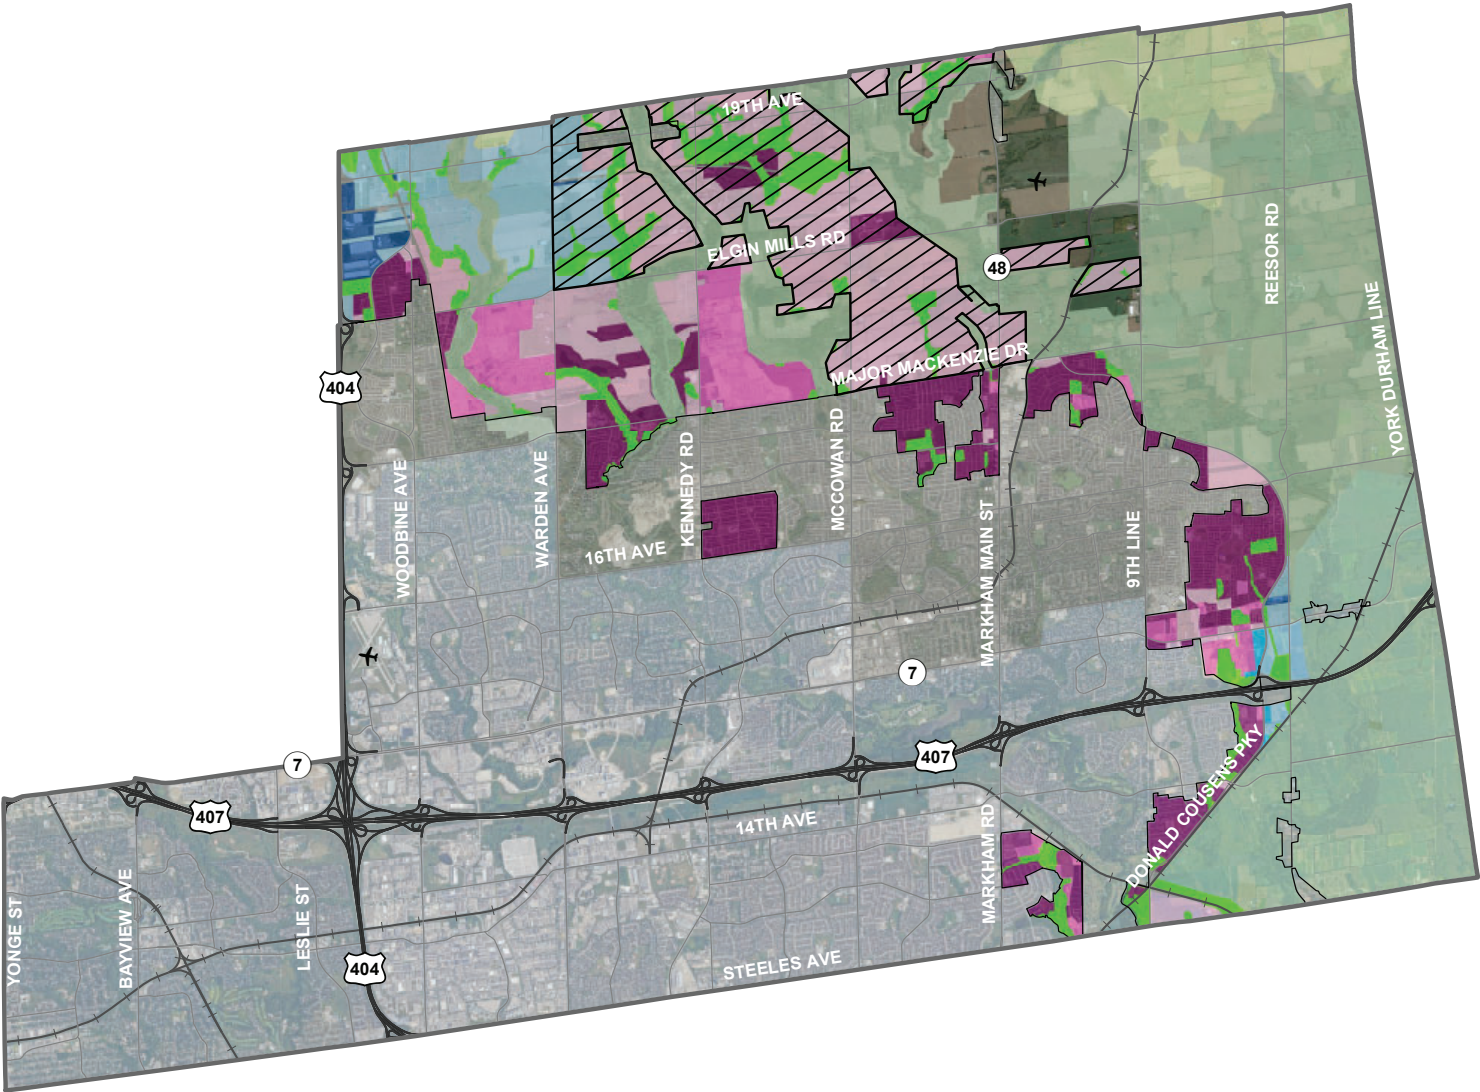 19TH AVE
ELGIN MILLS RD
48
REESOR RD
YORK DURHAM LINE
MAJOR MACKENZIE DR
404
WOODBINE AVE
WARDEN AVE
KENNEDY RD
MCCOWAN RD
MARKHAM MAIN ST
9TH LINE
16TH AVE
7
7
407
407
14TH AVE
MARKHAM RD
DONALD COUSENS PKY
YONGE ST
BAYVIEW AVE
LESLIE ST
404
STEELES AVE